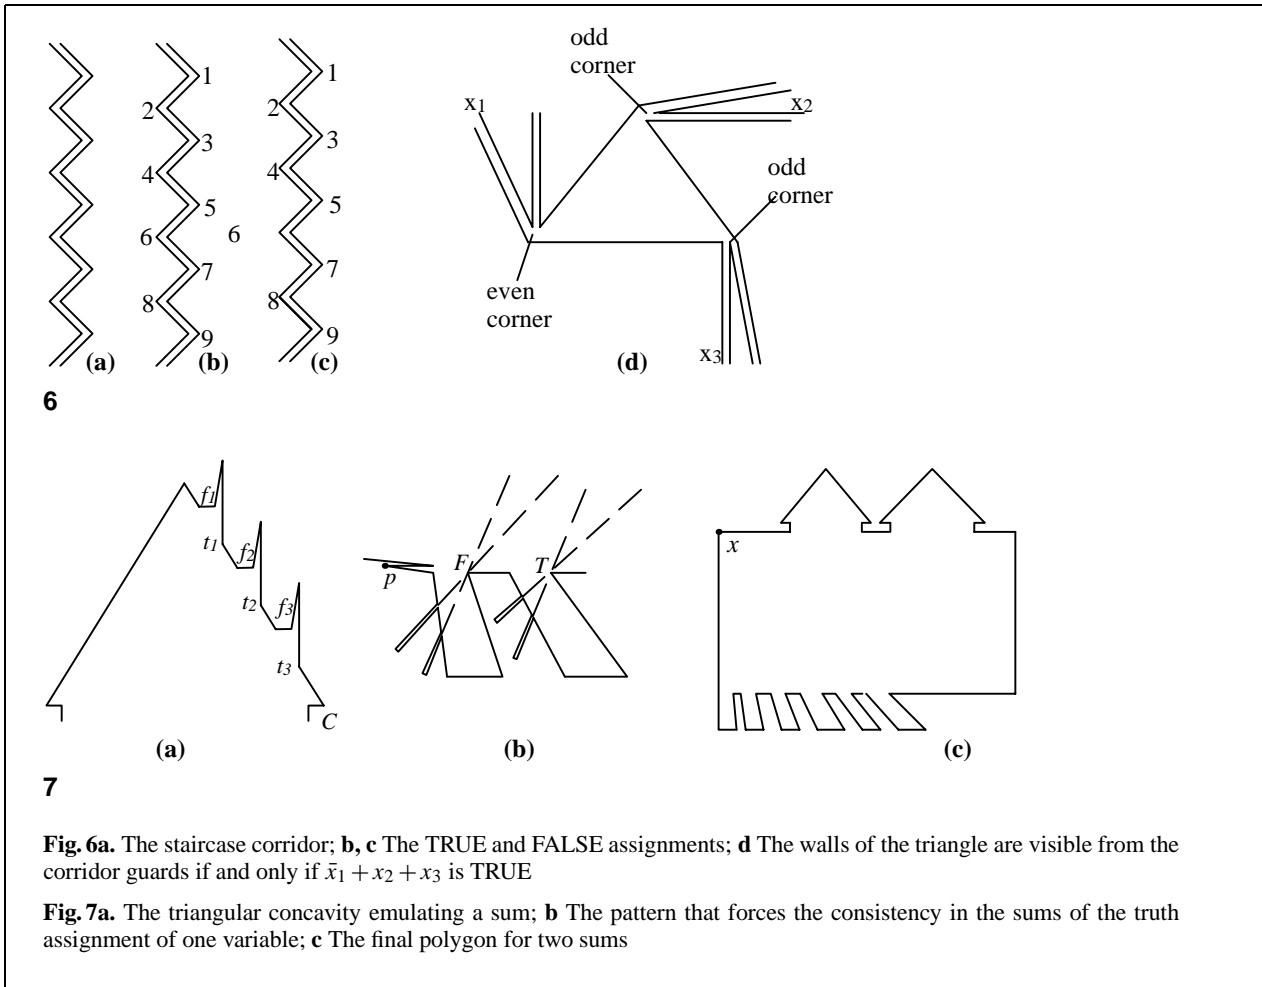 odd
corner
x1
x2
1
2
3
4
5
6
7
8
9
6
1
2
3
4
5
7
8
9
odd
corner
even
corner
x3
(a)
(b)
(c)
(d)
6
f1
t1
f2
t2
f3
t3
C
(a)
p
F
T
(b)
x
(c)
7
Fig. 6a. The staircase corridor; b, c The TRUE and FALSE assignments; d The walls of the triangle are visible from the
corridor guards if and only if x̄1 + x2 + x3 is TRUE
Fig. 7a. The triangular concavity emulating a sum; b The pattern that forces the consistency in the sums of the truth
assignment of one variable; c The final polygon for two sums